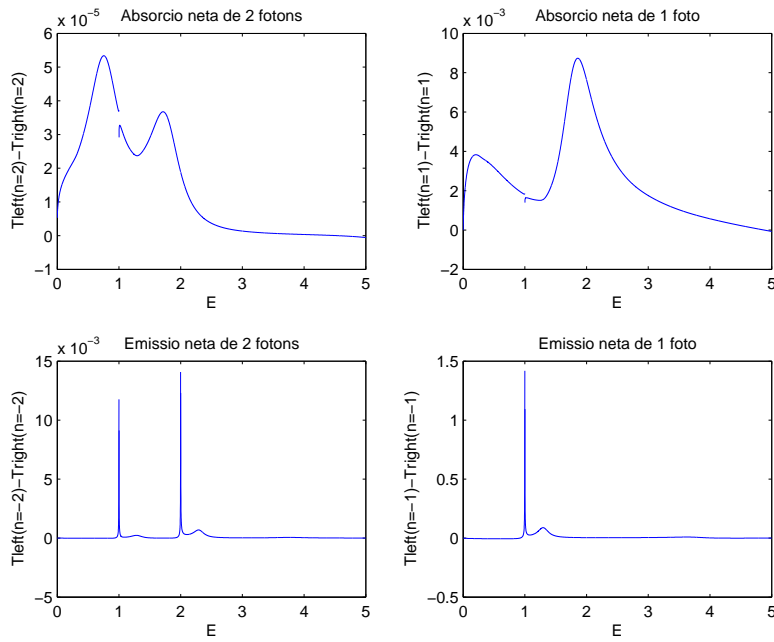 Absorcio neta de 2 fotons
x 10−5
6
5
4
3
2
1
0
−1
0 1 2 3 4 5
E
Tleft(n=2)−Tright(n=2)
Absorcio neta de 1 foto
x 10−3
10
8
6
4
2
0
−2
0 1 2 3 4 5
E
Tleft(n=1)−Tright(n=1)
Emissio neta de 2 fotons
x 10−3
15
10
5
0
−5
0 1 2 3 4 5
E
Tleft(n=−2)−Tright(n=−2)
Emissio neta de 1 foto
1.5
1
0.5
0
−0.5
0 1 2 3 4 5
E
Tleft(n=−1)−Tright(n=−1)